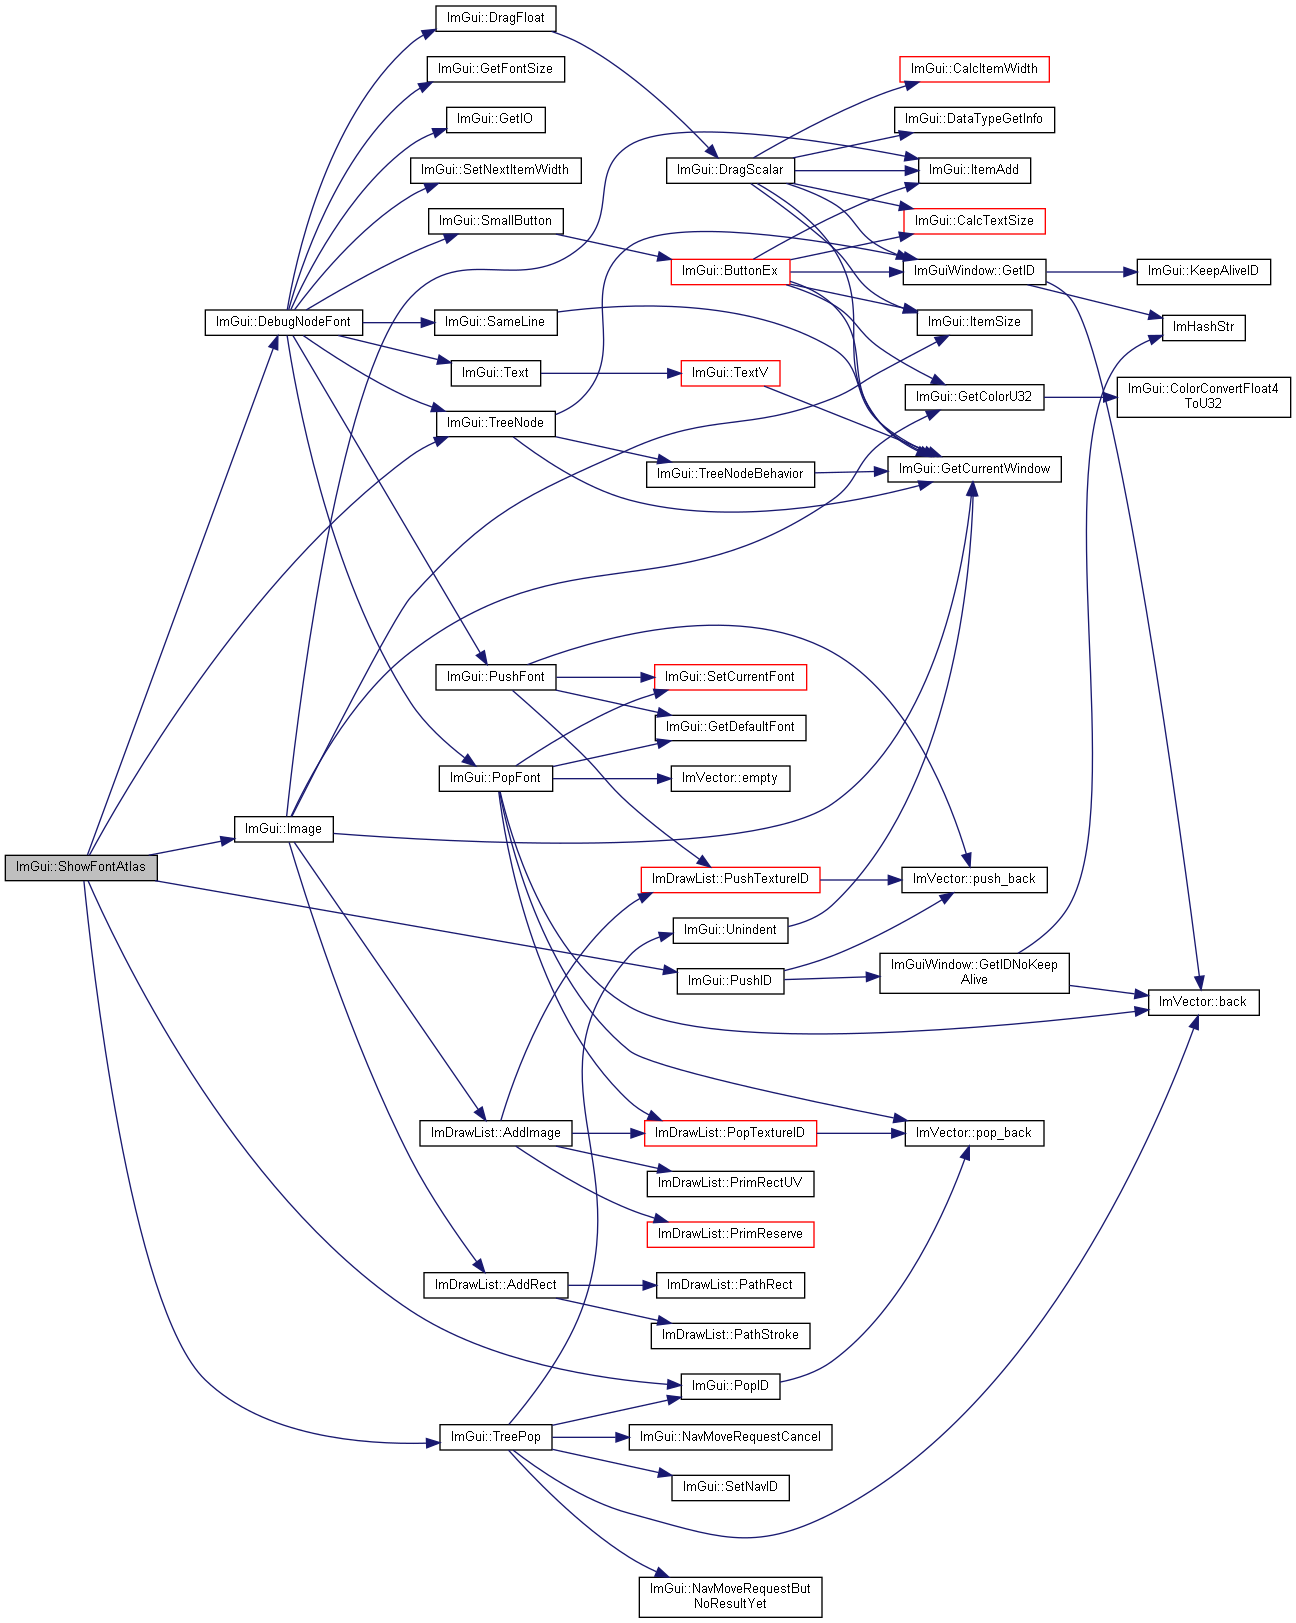 ImGui::DragFloat
ImGui::GetFontSize
ImGui::CalcItemWidth
ImGui::GetIO
ImGui::DataTypeGetInfo
ImGui::SetNextItemWidth
ImGui::DragScalar
ImGui::ItemAdd
ImGui::SmallButton
ImGui::CalcTextSize
ImGui::ButtonEx
ImGuiWindow::GetID
ImGui::KeepAliveID
ImGui::DebugNodeFont
ImGui::SameLine
ImGui::ItemSize
ImHashStr
ImGui::Text
ImGui::TextV
ImGui::GetColorU32
ImGui::ColorConvertFloat4
ToU32
ImGui::TreeNode
ImGui::TreeNodeBehavior
ImGui::GetCurrentWindow
ImGui::PushFont
ImGui::SetCurrentFont
ImGui::GetDefaultFont
ImGui::PopFont
ImVector::empty
ImGui::Image
ImGui::ShowFontAtlas
ImDrawList::PushTextureID
ImVector::push_back
ImGui::Unindent
ImGui::PushID
ImGuiWindow::GetIDNoKeep
Alive
ImVector::back
ImDrawList::AddImage
ImDrawList::PopTextureID
ImVector::pop_back
ImDrawList::PrimRectUV
ImDrawList::PrimReserve
ImDrawList::AddRect
ImDrawList::PathRect
ImDrawList::PathStroke
ImGui::PopID
ImGui::TreePop
ImGui::NavMoveRequestCancel
ImGui::SetNavID
ImGui::NavMoveRequestBut
NoResultYet